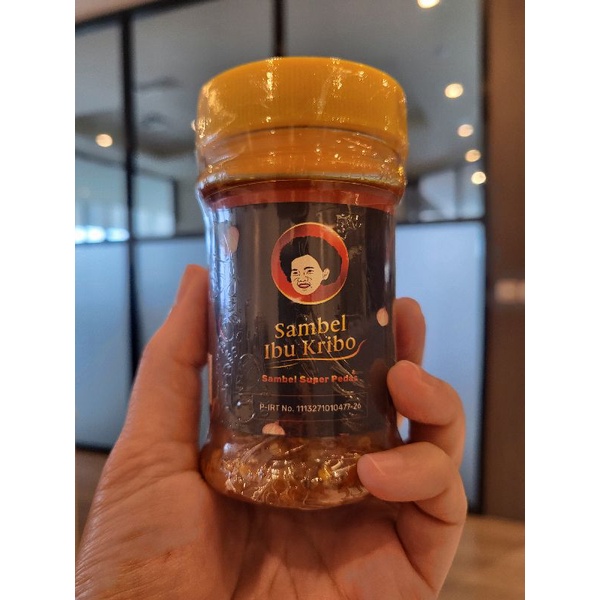 Sambel
Ibu Kribo
Sambel Super Pedas
P-IRT No. 1113271010477-26